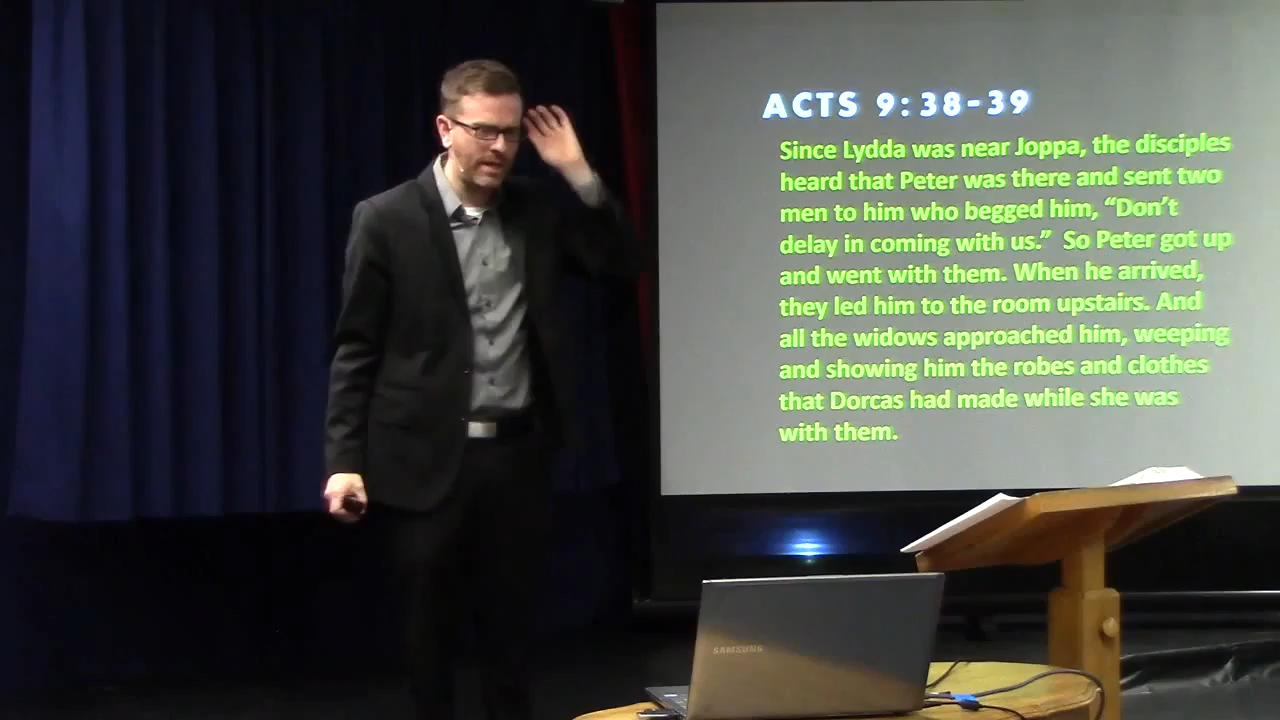 ACTS 9:38-39
Since Lydda was near Joppa, the disciples
heard that Peter was there and sent two
men to him who begged him, “Don’t
delay in coming with us.”  So Peter got up
and went with them. When he arrived,
they led him to the room upstairs. And
all the widows approached him, weeping
and showing him the robes and clothes
that Dorcas had made while she was
with them.
SAMSUNG